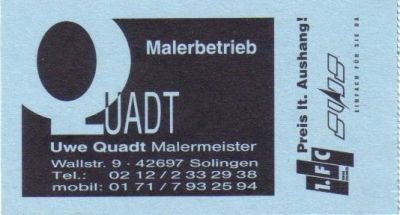 Malerbetrieb
QUADT
Uwe Quadt Malermeister
Wallstr. 9 · 42697 Solingen
Tel.: 02 12 / 2 33 29 38
mobil: 01 71 / 7 93 25 94
Preis lt. Aushang!
1.FC
SWS
EINFACH FÜR SIE DA